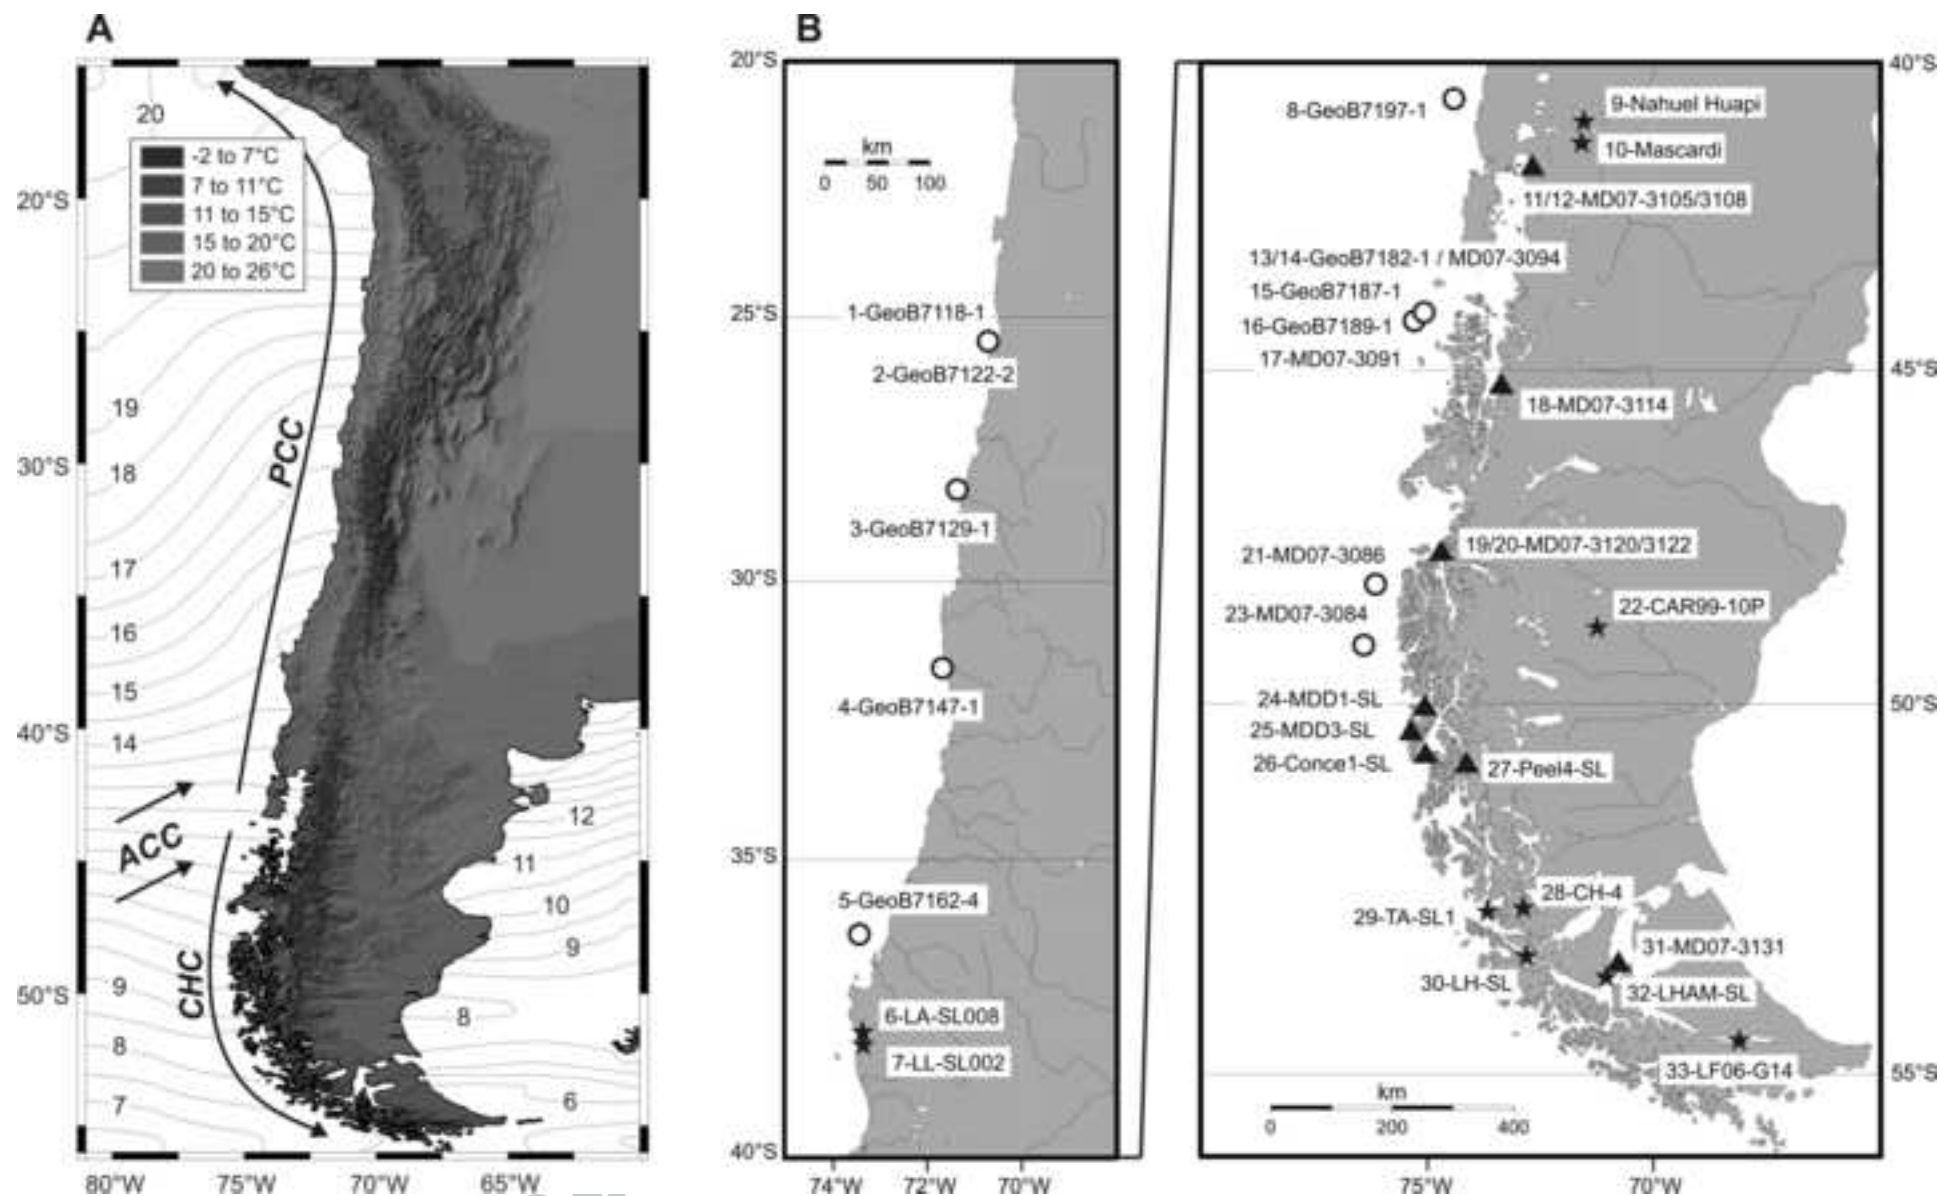 A
20
-2 to 7°C
7 to 11°C
11 to 15°C
15 to 20°C
20 to 26°C
20°S
19
PCC
30°S
18
17
16
15
40°S
14
12
ACC
11
10
9
CHC
9
50°S
8
8
7
6
80°W
75°W
70°W
65°W
B
20°S
km
0
50
100
25°S
1-GeoB7118-1
2-GeoB7122-2
3-GeoB7129-1
30°S
4-GeoB7147-1
35°S
5-GeoB7162-4
6-LA-SL008
7-LL-SL002
40°S
74°W
72°W
70°W
40°S
8-GeoB7197-1
9-Nahuel Huapi
10-Mascardi
11/12-MD07-3105/3108
13/14-GeoB7182-1 / MD07-3094
15-GeoB7187-1
16-GeoB7189-1
17-MD07-3091
45°S
18-MD07-3114
19/20-MD07-3120/3122
21-MD07-3086
22-CAR99-10P
23-MD07-3084
24-MDD1-SL
50°S
25-MDD3-SL
26-Conce1-SL
27-Peel4-SL
28-CH-4
29-TA-SL1
31-MD07-3131
30-LH-SL
32-LHAM-SL
33-LF06-G14
55°S
km
0
200
400
75°W
70°W